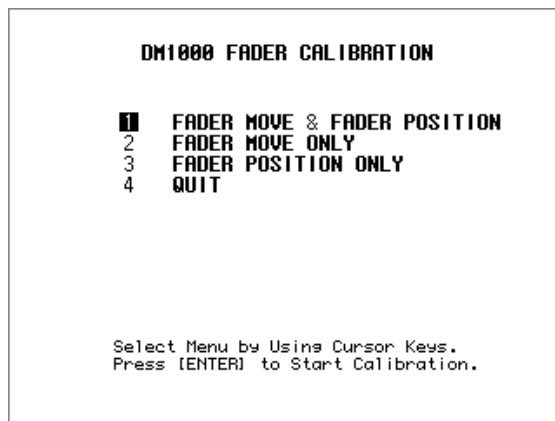 DM1000 FADER CALIBRATION
1 FADER MOVE & FADER POSITION
2 FADER MOVE ONLY
3 FADER POSITION ONLY
4 QUIT
Select Menu by Using Cursor Keys.
Press [ENTER] to Start Calibration.